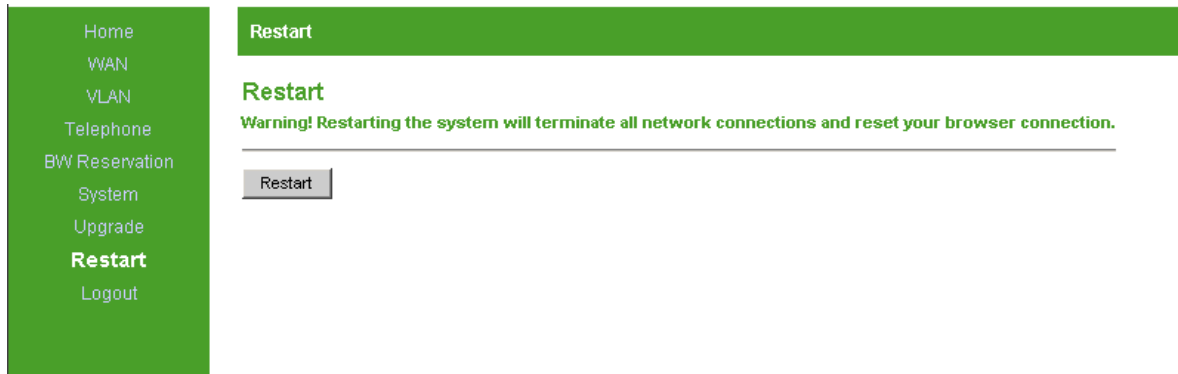 Home
WAN
VLAN
Telephone
BW Reservation
System
Upgrade
Restart
Logout
Restart
Restart
Warning! Restarting the system will terminate all network connections and reset your browser connection.
Restart